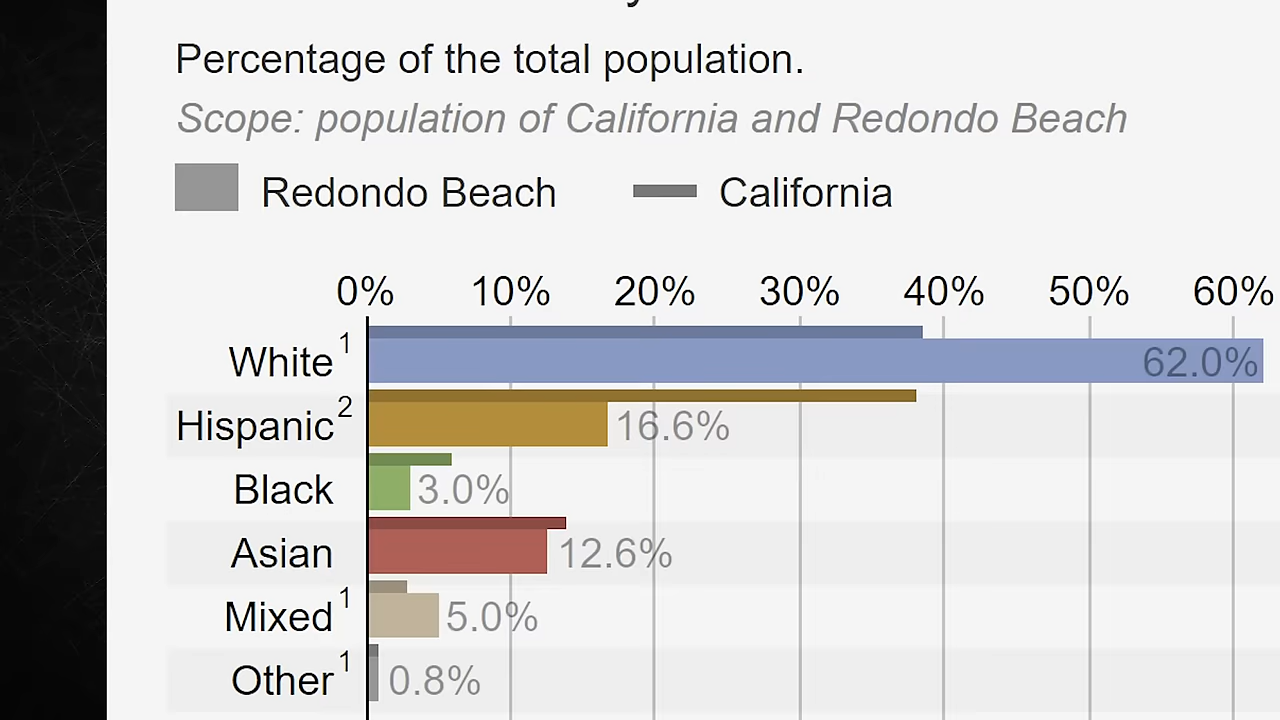 Percentage of the total population.
Scope: population of California and Redondo Beach
Redondo Beach California
0% 10% 20% 30% 40% 50% 60%
White¹ 62.0%
Hispanic² 16.6%
Black 3.0%
Asian 12.6%
Mixed¹ 5.0%
Other¹ 0.8%